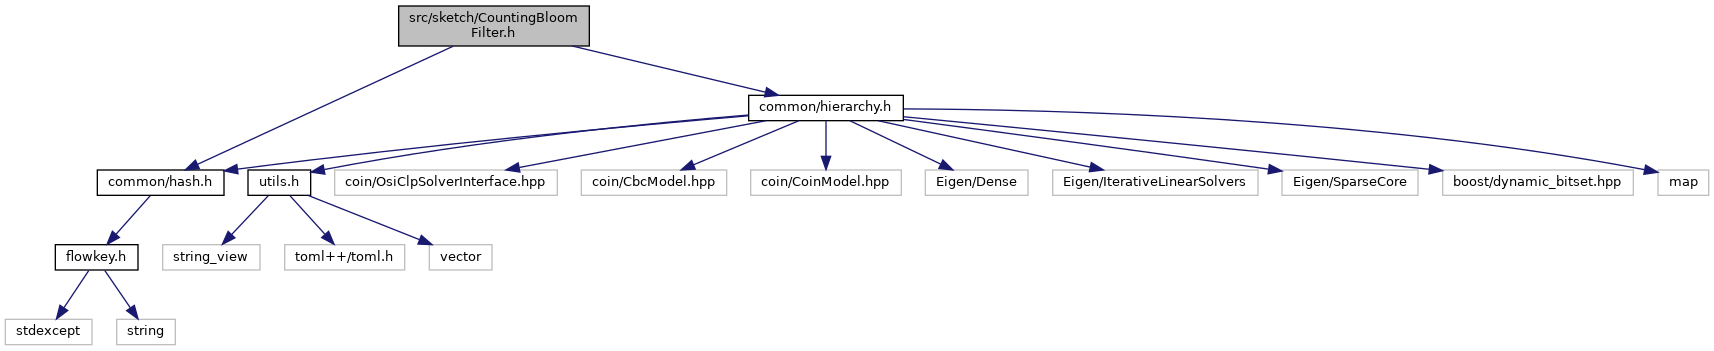 src/sketch/CountingBloom
Filter.h
common/hierarchy.h
common/hash.h
utils.h
coin/OsiClpSolverInterface.hpp
coin/CbcModel.hpp
coin/CoinModel.hpp
Eigen/Dense
Eigen/IterativeLinearSolvers
Eigen/SparseCore
boost/dynamic_bitset.hpp
map
flowkey.h
string_view
toml++/toml.h
vector
stdexcept
string